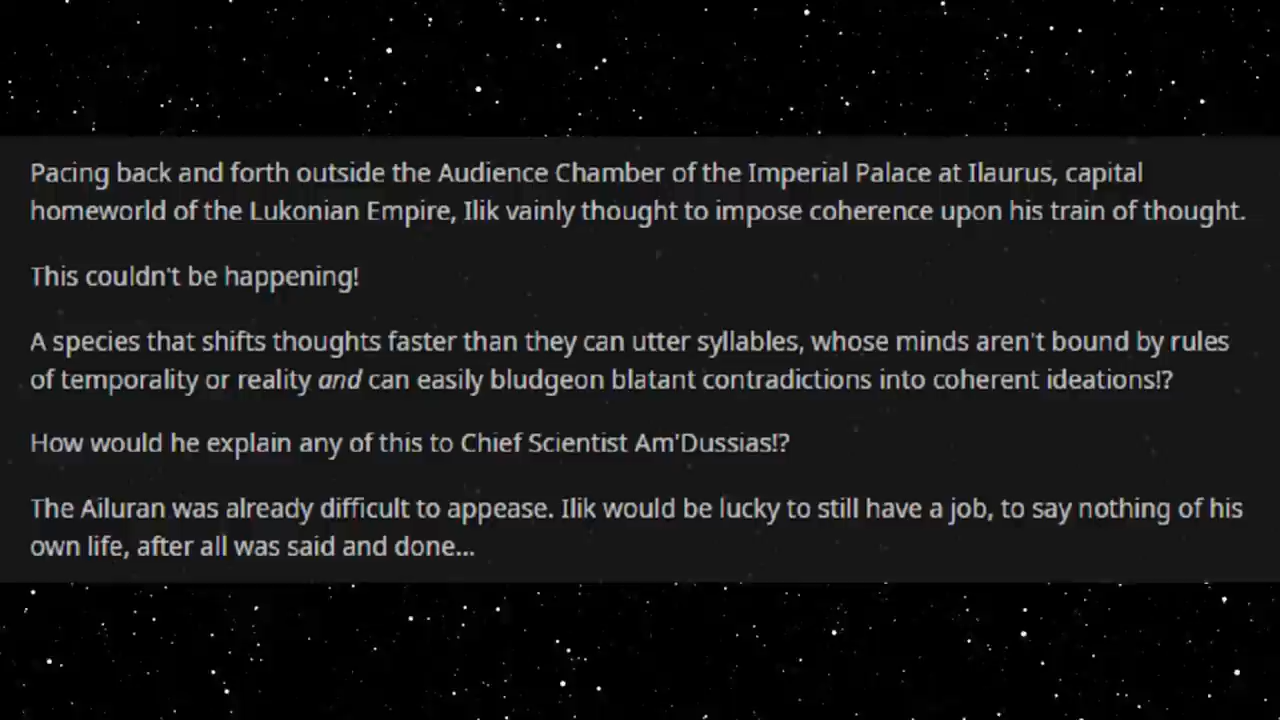 Pacing back and forth outside the Audience Chamber of the Imperial Palace at Ilaurus, capital
homeworld of the Lukonian Empire, Ilik vainly thought to impose coherence upon his train of thought.
This couldn't be happening!
A species that shifts thoughts faster than they can utter syllables, whose minds aren't bound by rules
of temporality or reality and can easily bludgeon blatant contradictions into coherent ideations!?
How would he explain any of this to Chief Scientist Am'Dussias!?
The Ailuran was already difficult to appease. Ilik would be lucky to still have a job, to say nothing of his
own life, after all was said and done...